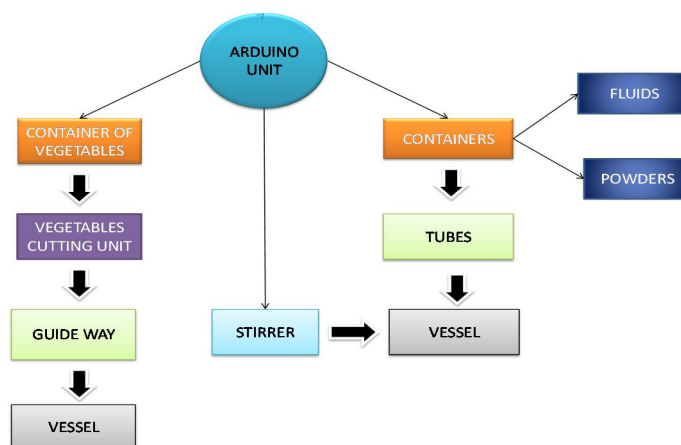 ARDUINO
UNIT
FLUIDS
CONTAINER OF
VEGETABLES
CONTAINERS
POWDERS
VEGETABLES
CUTTING UNIT
TUBES
GUIDE WAY
STIRRER
VESSEL
VESSEL